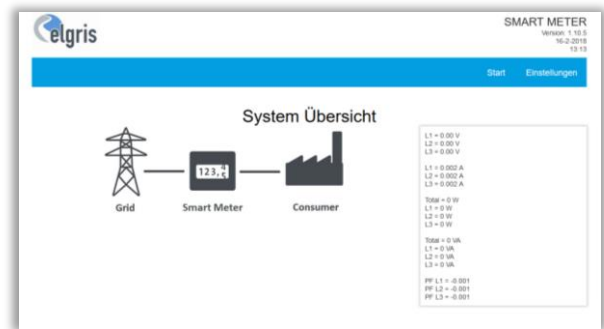 elgris
SMART METER
Version: 1.10.5
16-2-2018
13:13
Start Einstellungen
System Übersicht
123,4
5
Grid Smart Meter Consumer
L1 = 0.00 V
L2 = 0.00 V
L3 = 0.00 V
L1 = 0.002 A
L2 = 0.002 A
L3 = 0.002 A
Total = 0 W
L1 = 0 W
L2 = 0 W
L3 = 0 W
Total = 0 VA
L1 = 0 VA
L2 = 0 VA
L3 = 0 VA
PF L1 = -0.001
PF L2 = -0.001
PF L3 = -0.001